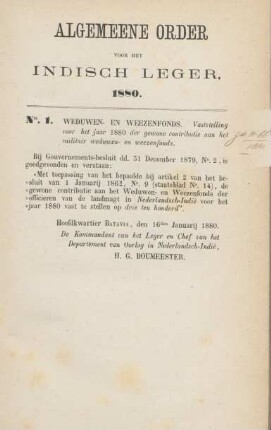 ALGEMEENE ORDER
VOOR HET
INDISCH LEGER,
1880.
No. 1. WEDUWEN- EN WEEZENFONDS. Vaststelling
voor het jaar 1880 der gewone contributie aan het
militair weduwen- en weezenfonds.
Bij Gouvernements-besluit dd. 31 December 1879, No. 2, is
goedgevonden en verstaan:
«Met toepassing van het bepaalde bij artikel 2 van het be-
»sluit van 1 Januarij 1862, No. 9 (staatsblad No. 14), de
»gewone contributie aan het Weduwen- en Weezenfonds der
»officieren van de landmagt in Nederlandsch-Indië voor het
»jaar 1880 vast te stellen op drie ten honderd".
Hoofdkwartier BATAVIA, den 16den Januarij 1880.
De Kommandant van het Leger en Chef van het
Departement van Oorlog in Nederlandsch-Indië,
H. G. BOUMEESTER.